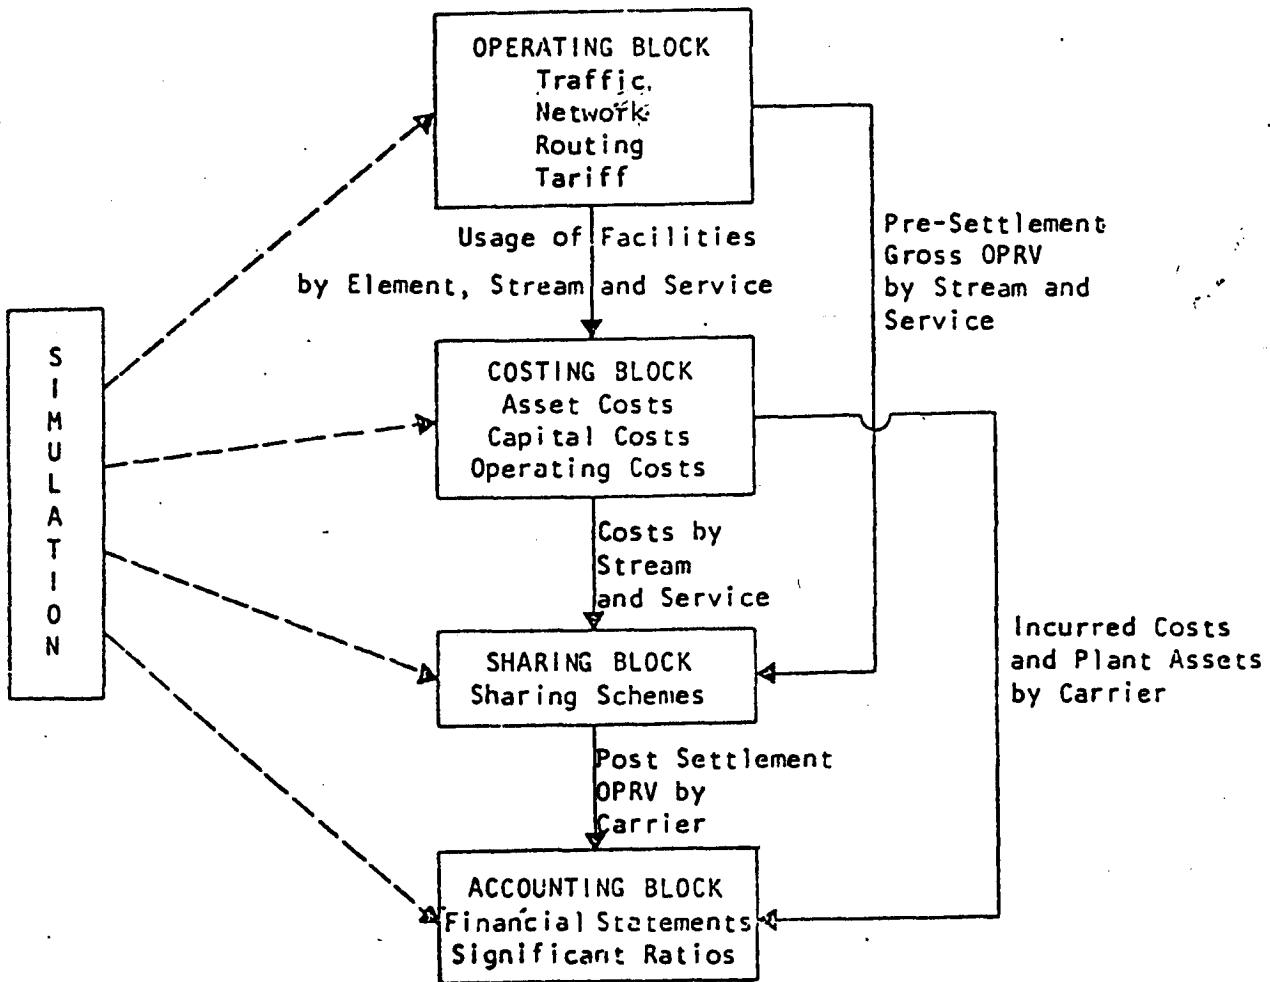 OPERATING BLOCK
Traffic
Network
Routing
Tariff
Usage of Facilities
by Element, Stream and Service
Pre-Settlement
Gross OPRV
by Stream and
Service
SIMULATION
COSTING BLOCK
Asset Costs
Capital Costs
Operating Costs
Costs by
Stream
and Service
SHARING BLOCK
Sharing Schemes
Incurred Costs
and Plant Assets
by Carrier
Post Settlement
OPRV by
Carrier
ACCOUNTING BLOCK
Financial Statements
Significant Ratios